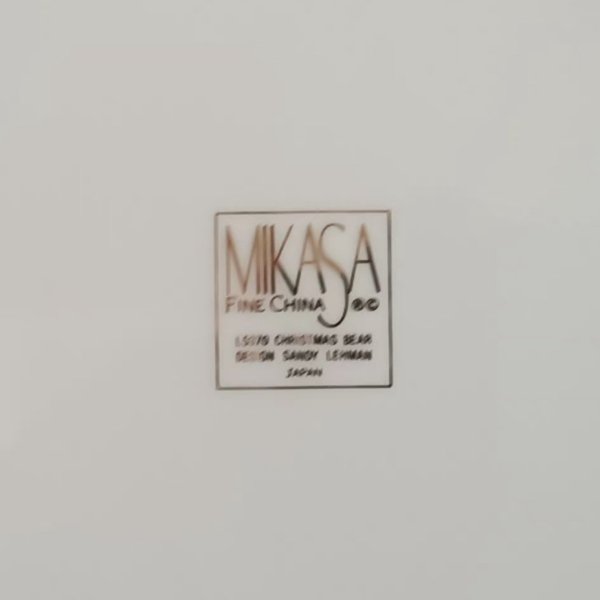 MIKASA
FINE CHINA ®©
CHRISTMAS BEAR
DESIGN SANDY LEHMAN
JAPAN